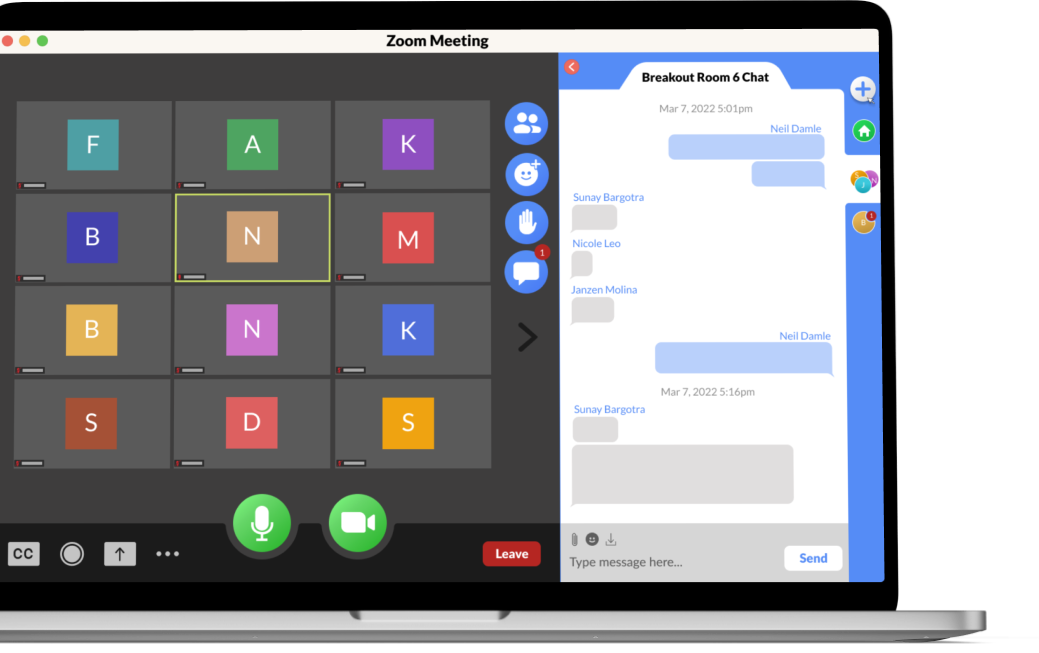 Zoom Meeting
F
A
K
B
N
M
B
N
K
S
D
S
1
CC
Leave
Breakout Room 6 Chat
Mar 7, 2022 5:01pm
Neil Damle
Sunay Bargotra
Nicole Leo
Janzen Molina
Neil Damle
Mar 7, 2022 5:16pm
Sunay Bargotra
Type message here...
Send
J
N
B
1